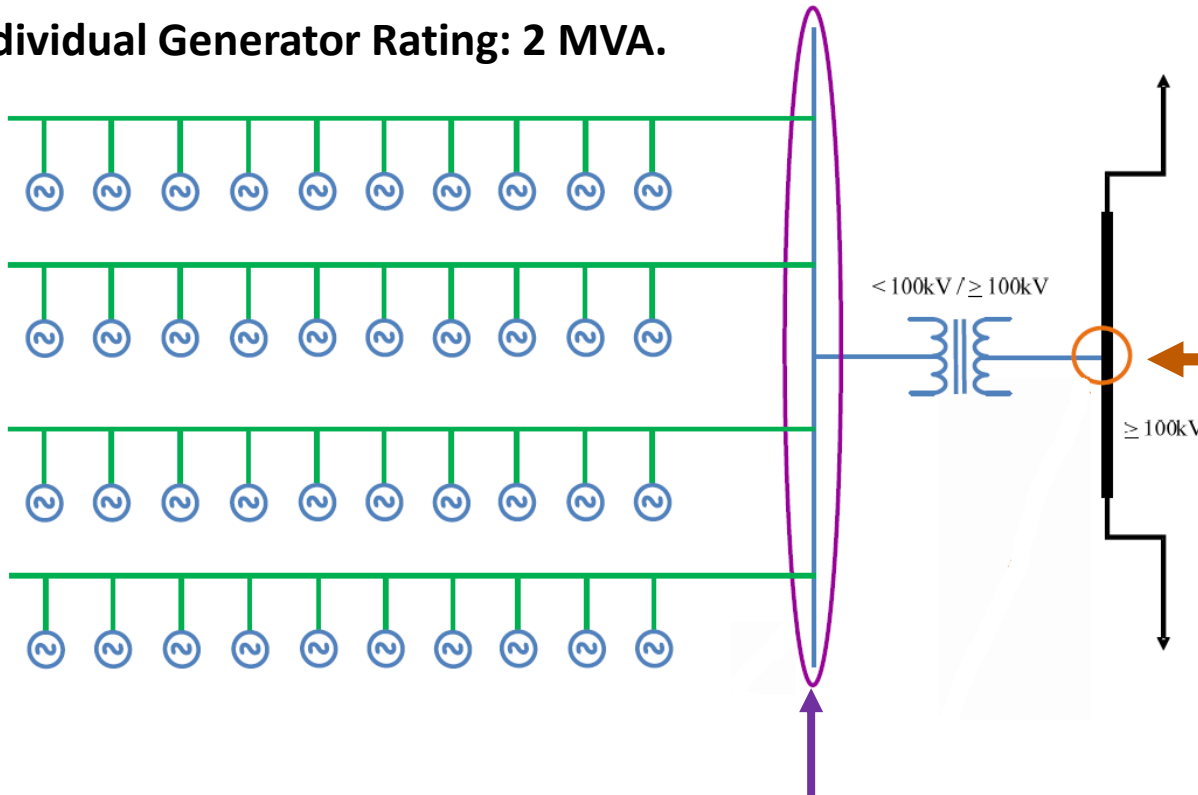 dividual Generator Rating: 2 MVA.
<100kV / ≥ 100kV
≥ 100kV